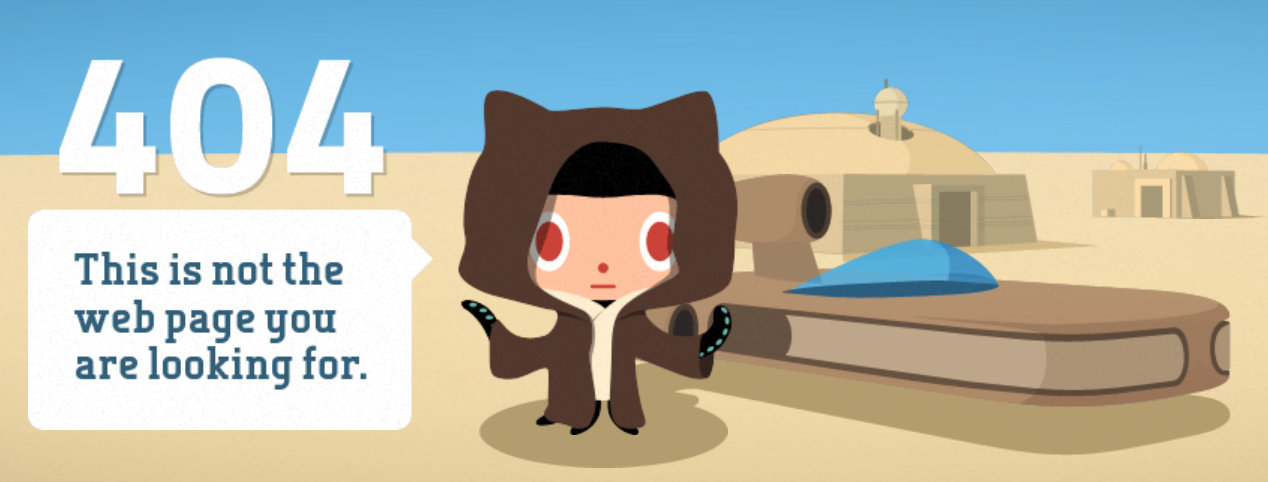 404
This is not the
web page you
are looking for.